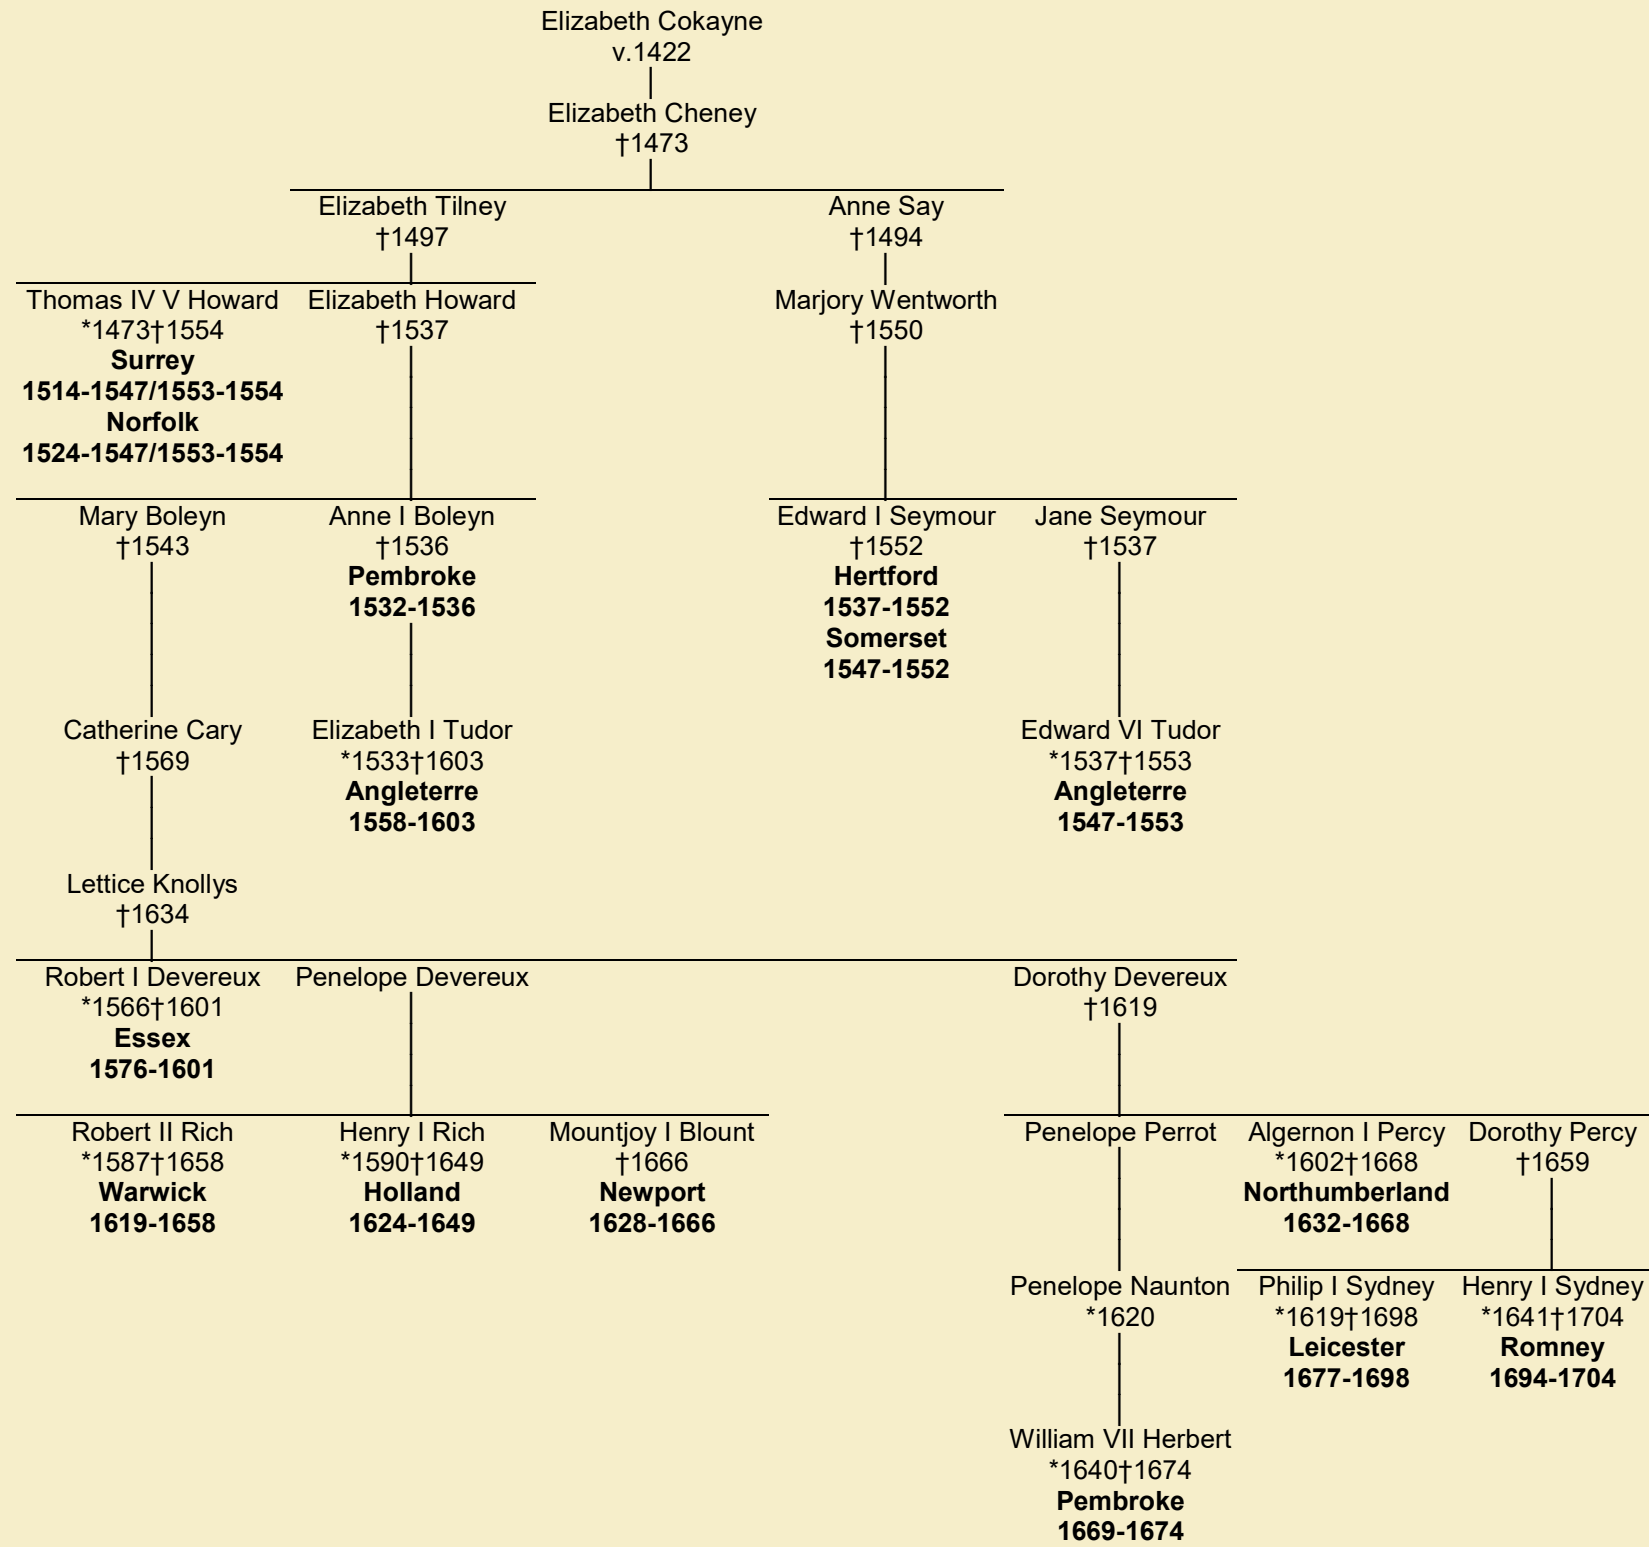 Elizabeth Cokayne
v.1422
Elizabeth Cheney
†1473
Elizabeth Tilney
†1497
Anne Say
†1494
Thomas IV V Howard
*1473†1554
Surrey
1514-1547/1553-1554
Norfolk
1524-1547/1553-1554
Elizabeth Howard
†1537
Marjory Wentworth
†1550
Mary Boleyn
†1543
Anne I Boleyn
†1536
Pembroke
1532-1536
Edward I Seymour
†1552
Hertford
1537-1552
Somerset
1547-1552
Jane Seymour
†1537
Catherine Cary
†1569
Elizabeth I Tudor
*1533†1603
Angleterre
1558-1603
Edward VI Tudor
*1537†1553
Angleterre
1547-1553
Lettice Knollys
†1634
Robert I Devereux
*1566†1601
Essex
1576-1601
Penelope Devereux
Dorothy Devereux
†1619
Robert II Rich
*1587†1658
Warwick
1619-1658
Henry I Rich
*1590†1649
Holland
1624-1649
Mountjoy I Blount
†1666
Newport
1628-1666
Penelope Perrot
Algernon I Percy
*1602†1668
Northumberland
1632-1668
Dorothy Percy
†1659
Penelope Naunton
*1620
Philip I Sydney
*1619†1698
Leicester
1677-1698
Henry I Sydney
*1641†1704
Romney
1694-1704
William VII Herbert
*1640†1674
Pembroke
1669-1674